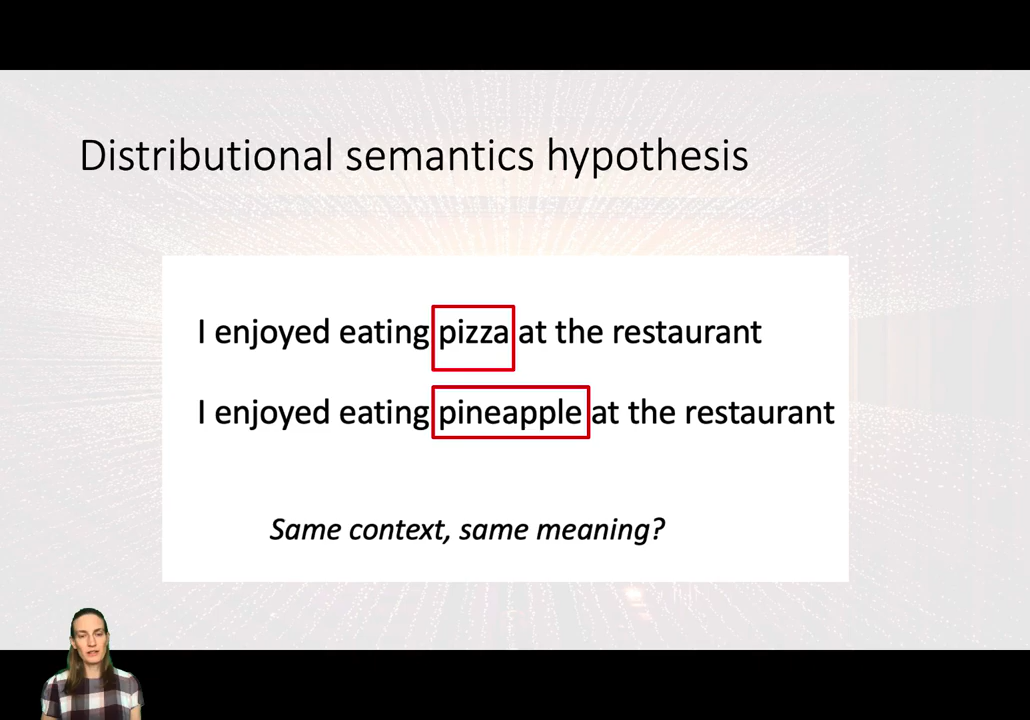 Distributional semantics hypothesis
I enjoyed eating pizza at the restaurant
I enjoyed eating pineapple at the restaurant
Same context, same meaning?